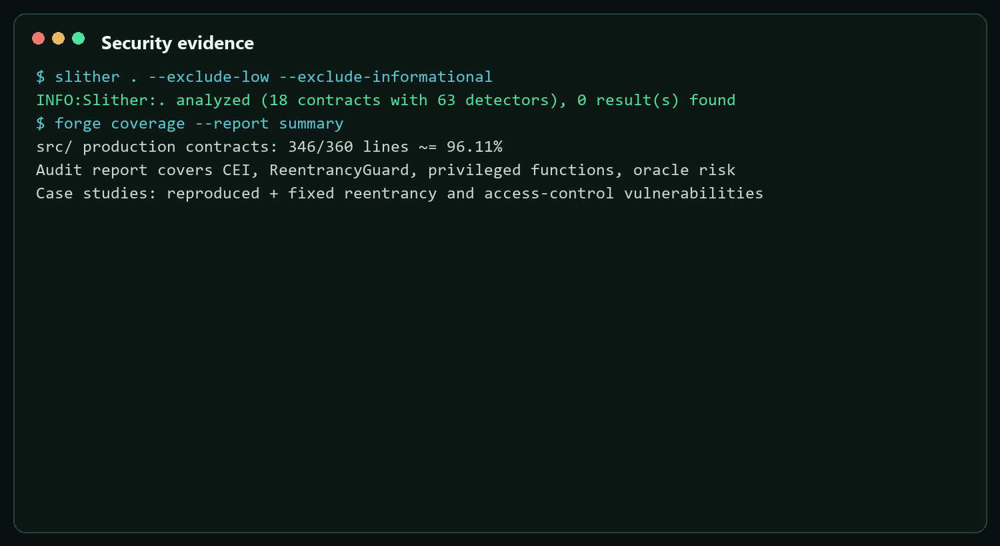 Security evidence
$ slither . --exclude-low --exclude-informational
INFO:Slither:. analyzed (18 contracts with 63 detectors), 0 result(s) found
$ forge coverage --report summary
src/ production contracts: 346/360 lines ~= 96.11%
Audit report covers CEI, ReentrancyGuard, privileged functions, oracle risk
Case studies: reproduced + fixed reentrancy and access-control vulnerabilities